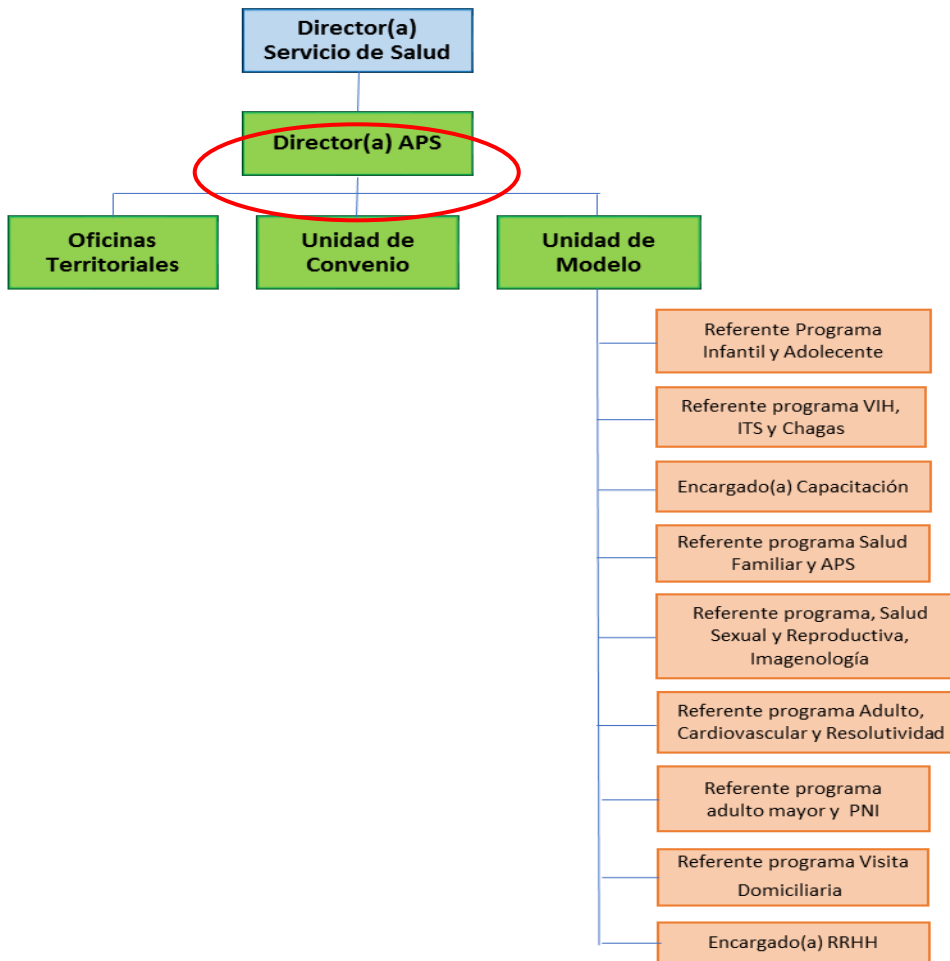 Director(a)
Servicio de Salud
Director(a) APS
Oficinas
Territoriales
Unidad de
Convenio
Unidad de
Modelo
Referente Programa
Infantil y Adolecente
Referente programa VIH,
ITS y Chagas
Encargado(a) Capacitación
Referente programa Salud
Familiar y APS
Referente programa, Salud
Sexual y Reproductiva,
Imagenología
Referente programa Adulto,
Cardiovascular y Resolutividad
Referente programa
adulto mayor y PNI
Referente programa Visita
Domiciliaria
Encargado(a) RRHH